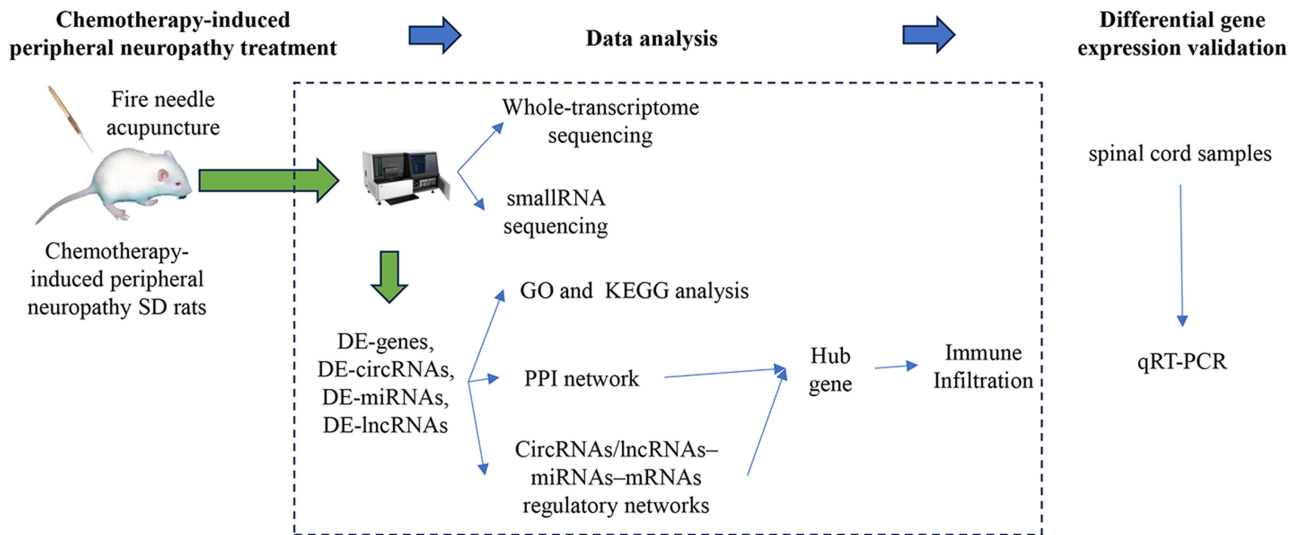 Chemotherapy-induced
peripheral neuropathy treatment
Data analysis
Differential gene
expression validation
Fire needle
acupuncture
Chemotherapy-
induced peripheral
neuropathy SD rats
Whole-transcriptome
sequencing
smallRNA
sequencing
DE-genes,
DE-circRNAs,
DE-miRNAs,
DE-lncRNAs
GO and KEGG analysis
PPI network
CircRNAs/lncRNAs–
miRNAs–mRNAs
regulatory networks
Hub
gene
Immune
Infiltration
spinal cord samples
qRT-PCR